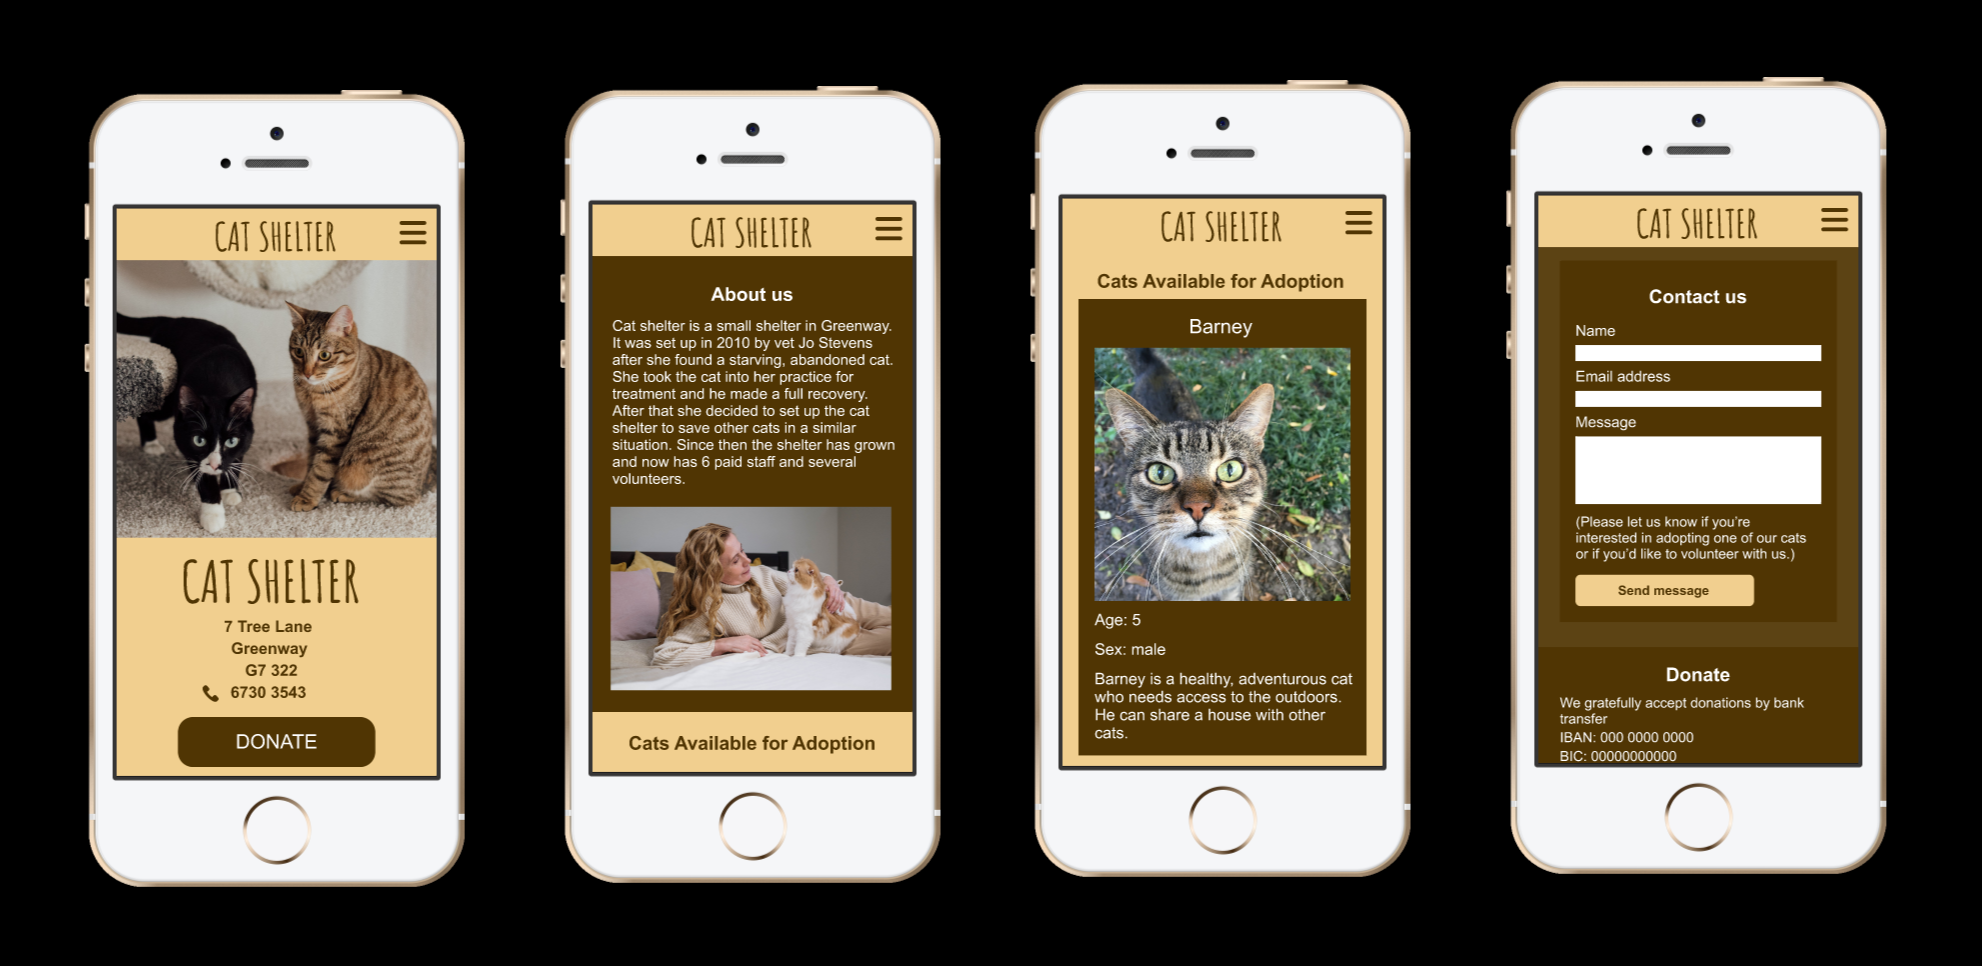 CAT SHELTER
CAT SHELTER
7 Tree Lane
Greenway
G7 322
6730 3543
DONATE
CAT SHELTER
About us
Cat shelter is a small shelter in Greenway.
It was set up in 2010 by vet Jo Stevens
after she found a starving, abandoned cat.
She took the cat into her practice for
treatment and he made a full recovery.
After that she decided to set up the cat
shelter to save other cats in a similar
situation. Since then the shelter has grown
and now has 6 paid staff and several
volunteers.
Cats Available for Adoption
CAT SHELTER
Cats Available for Adoption
Barney
Age: 5
Sex: male
Barney is a healthy, adventurous cat
who needs access to the outdoors.
He can share a house with other
cats.
CAT SHELTER
Contact us
Name
Email address
Message
(Please let us know if you're
interested in adopting one of our cats
or if you'd like to volunteer with us.)
Send message
Donate
We gratefully accept donations by bank
transfer
IBAN: 000 0000 0000
BIC: 00000000000